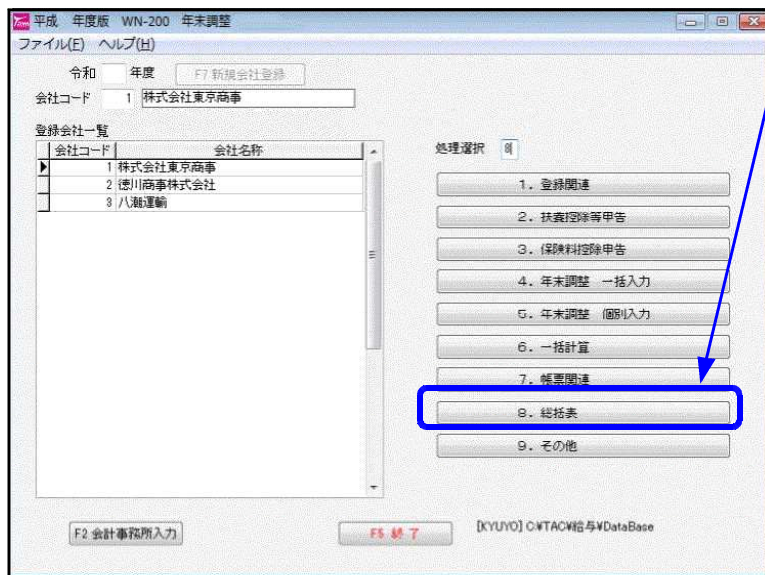 平成　年度版　WN-200　年末調整
ファイル(F)　ヘルプ(H)
令和　年度　F7 新規会社登録
会社コード　1　株式会社東京商事
登録会社一覧
会社コード　会社名称
1 株式会社東京商事
2 徳川商事株式会社
3 八潮運輸
処理選択　8
1. 登録関連
2. 扶養控除等申告
3. 保険料控除申告
4. 年末調整　一括入力
5. 年末調整　個別入力
6. 一括計算
7. 帳票関連
8. 総括表
9. その他
F2 会計事務所入力
F5 終了
[KYUYO] C:¥TAC¥給与¥DataBase